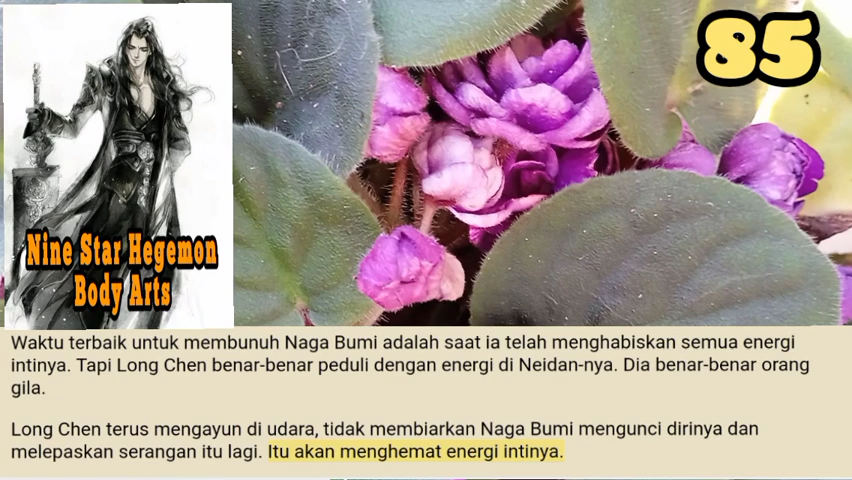 85
Nine Star Hegemon
Body Arts
Waktu terbaik untuk membunuh Naga Bumi adalah saat ia telah menghabiskan semua energi
intinya. Tapi Long Chen benar-benar peduli dengan energi di Neidan-nya. Dia benar-benar orang
gila.
Long Chen terus mengayun di udara, tidak membiarkan Naga Bumi mengunci dirinya dan
melepaskan serangan itu lagi. Itu akan menghemat energi intinya.